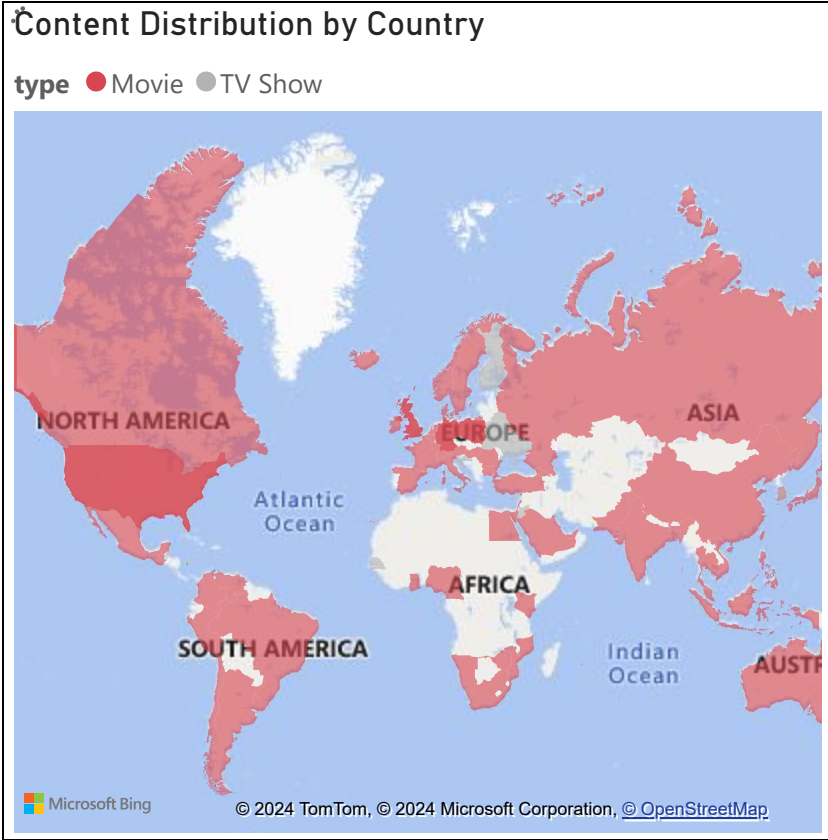 Content Distribution by Country
type Movie TV Show
NORTH AMERICA
EUROPE
ASIA
Atlantic
Ocean
AFRICA
SOUTH AMERICA
Indian
Ocean
AUSTR
Microsoft Bing
© 2024 TomTom, © 2024 Microsoft Corporation, © OpenStreetMap